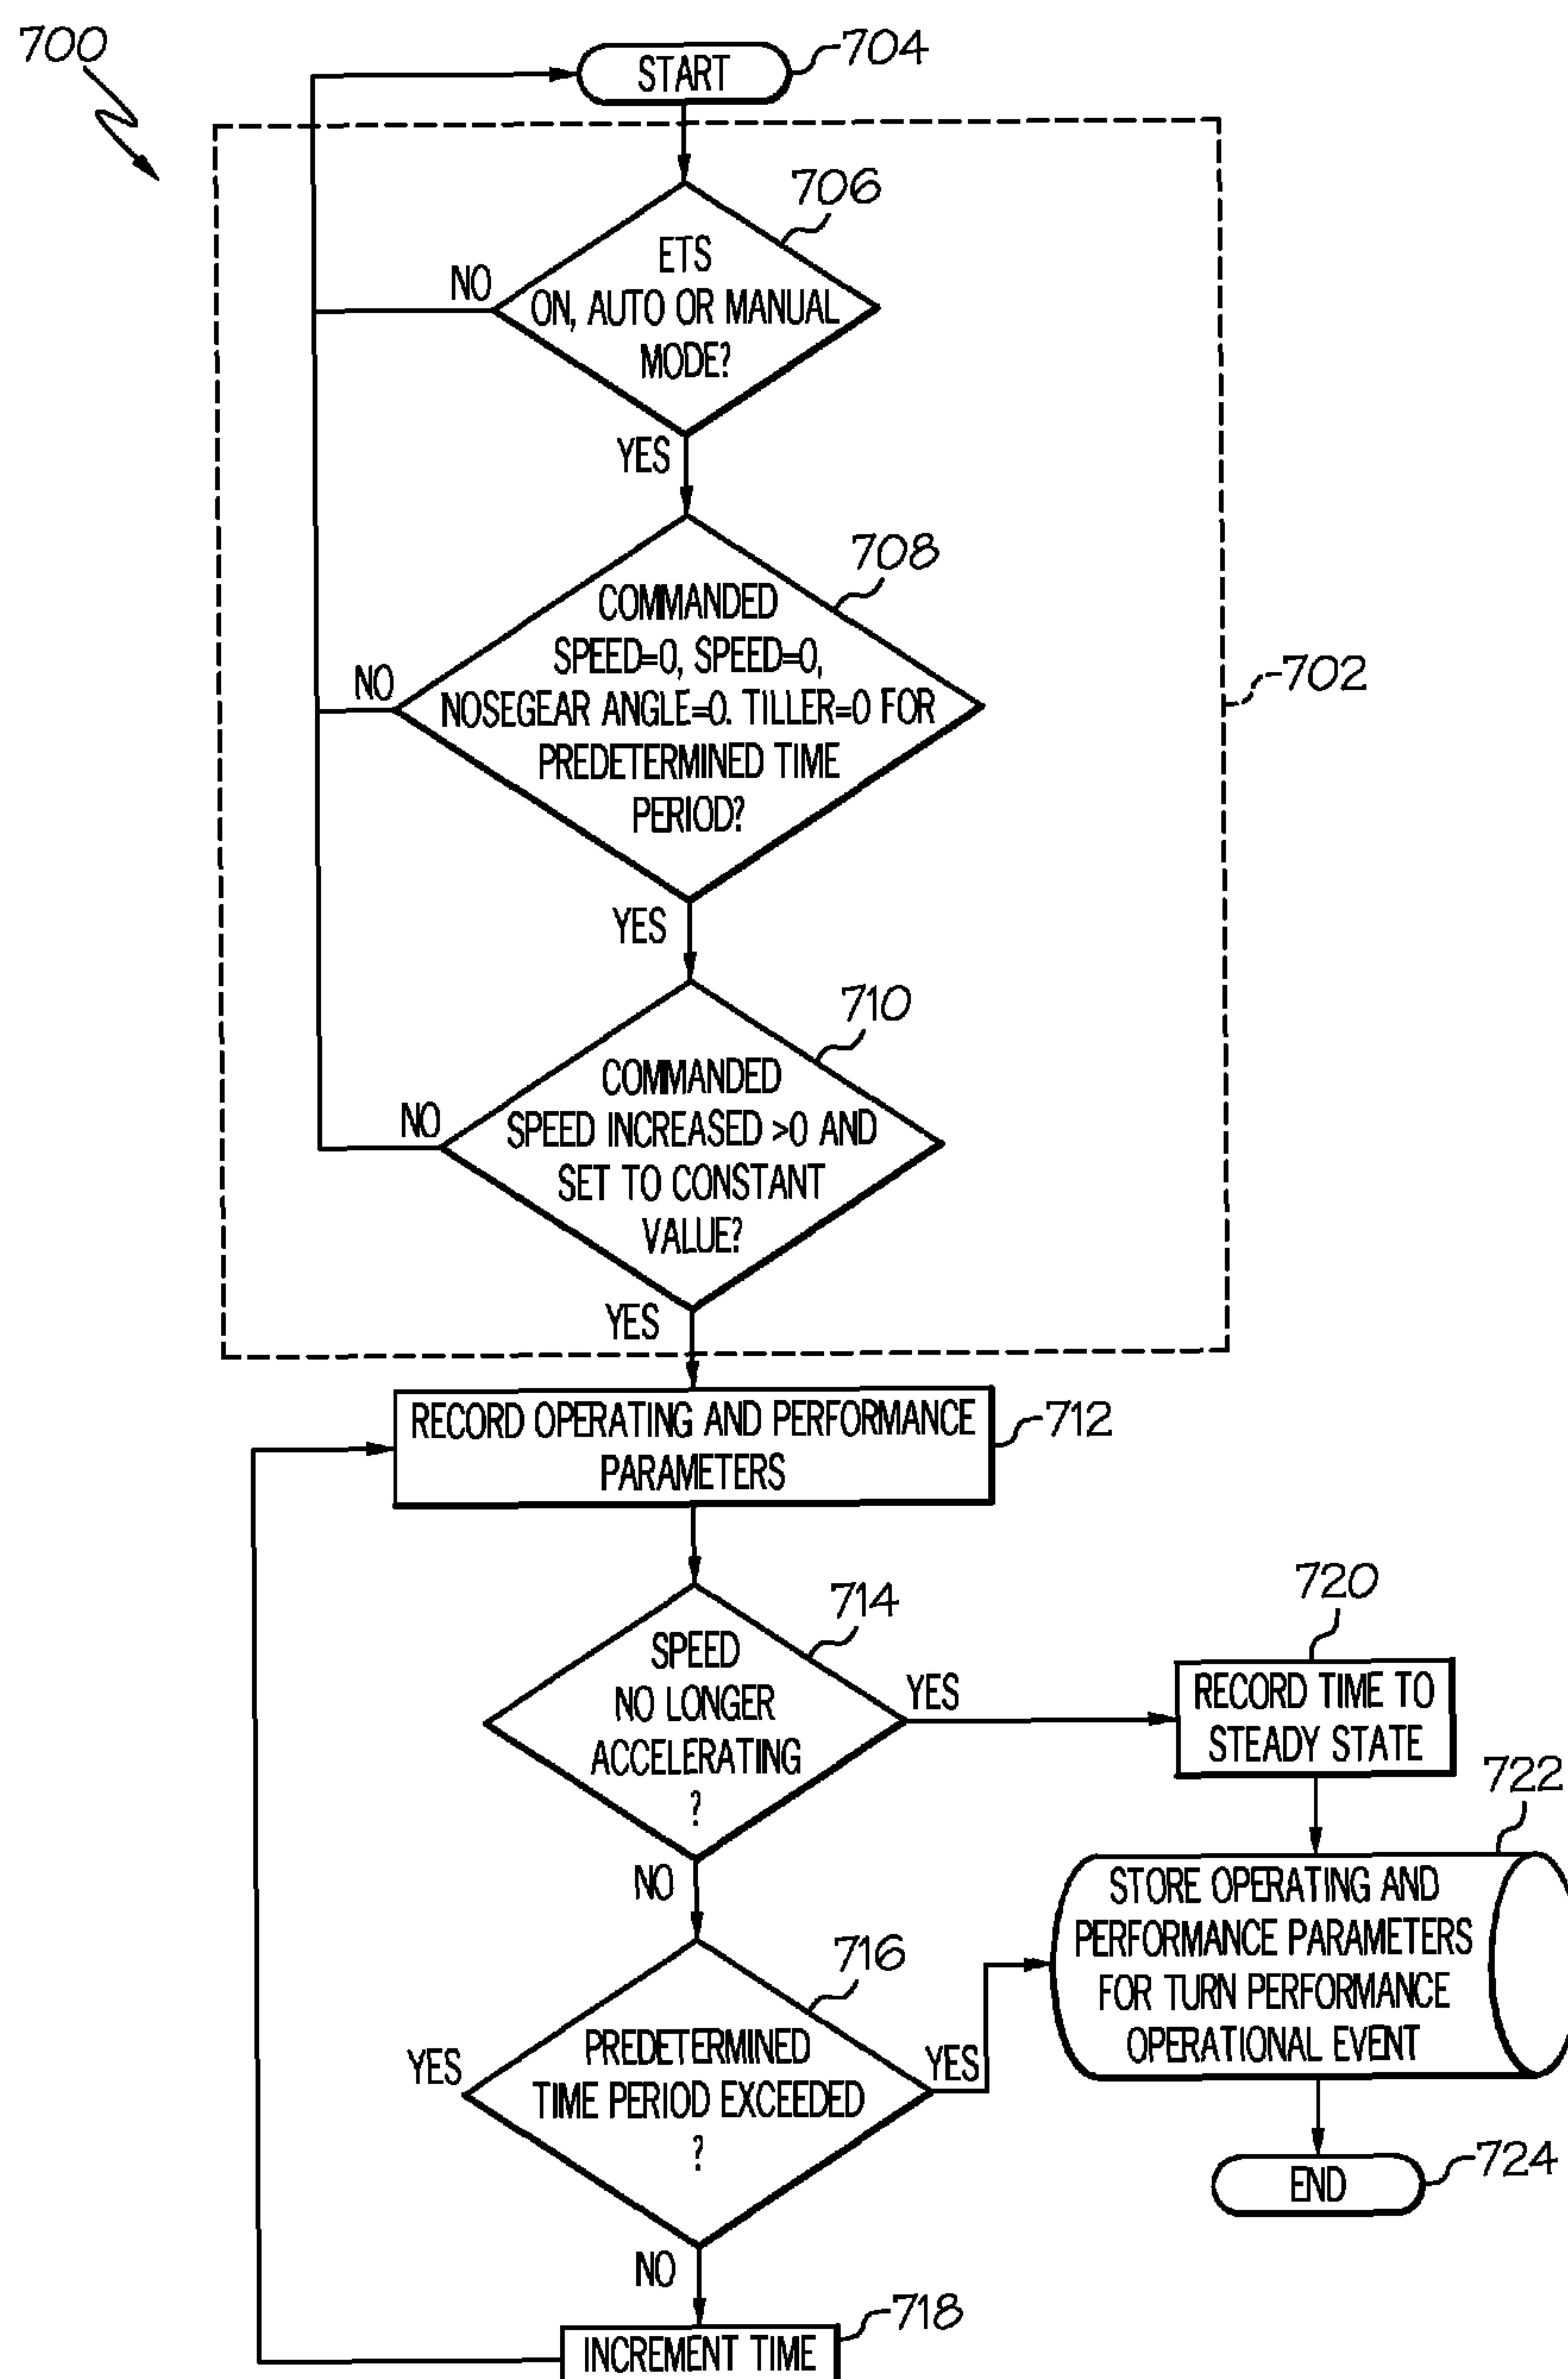 700
START
704
706
ETS
ON, AUTO OR MANUAL
MODE?
NO
YES
708
COMMANDED
SPEED=0, SPEED=0,
NOSEGEAR ANGLE=0. TILLER=0 FOR
PREDETERMINED TIME
PERIOD?
NO
702
YES
710
COMMANDED
SPEED INCREASED >0 AND
SET TO CONSTANT
VALUE?
NO
YES
RECORD OPERATING AND PERFORMANCE
PARAMETERS
712
714
SPEED
NO LONGER
ACCELERATING
?
YES
720
RECORD TIME TO
STEADY STATE
NO
722
STORE OPERATING AND
PERFORMANCE PARAMETERS
FOR TURN PERFORMANCE
OPERATIONAL EVENT
716
PREDETERMINED
TIME PERIOD EXCEEDED
?
YES
YES
END
724
NO
718
INCREMENT TIME